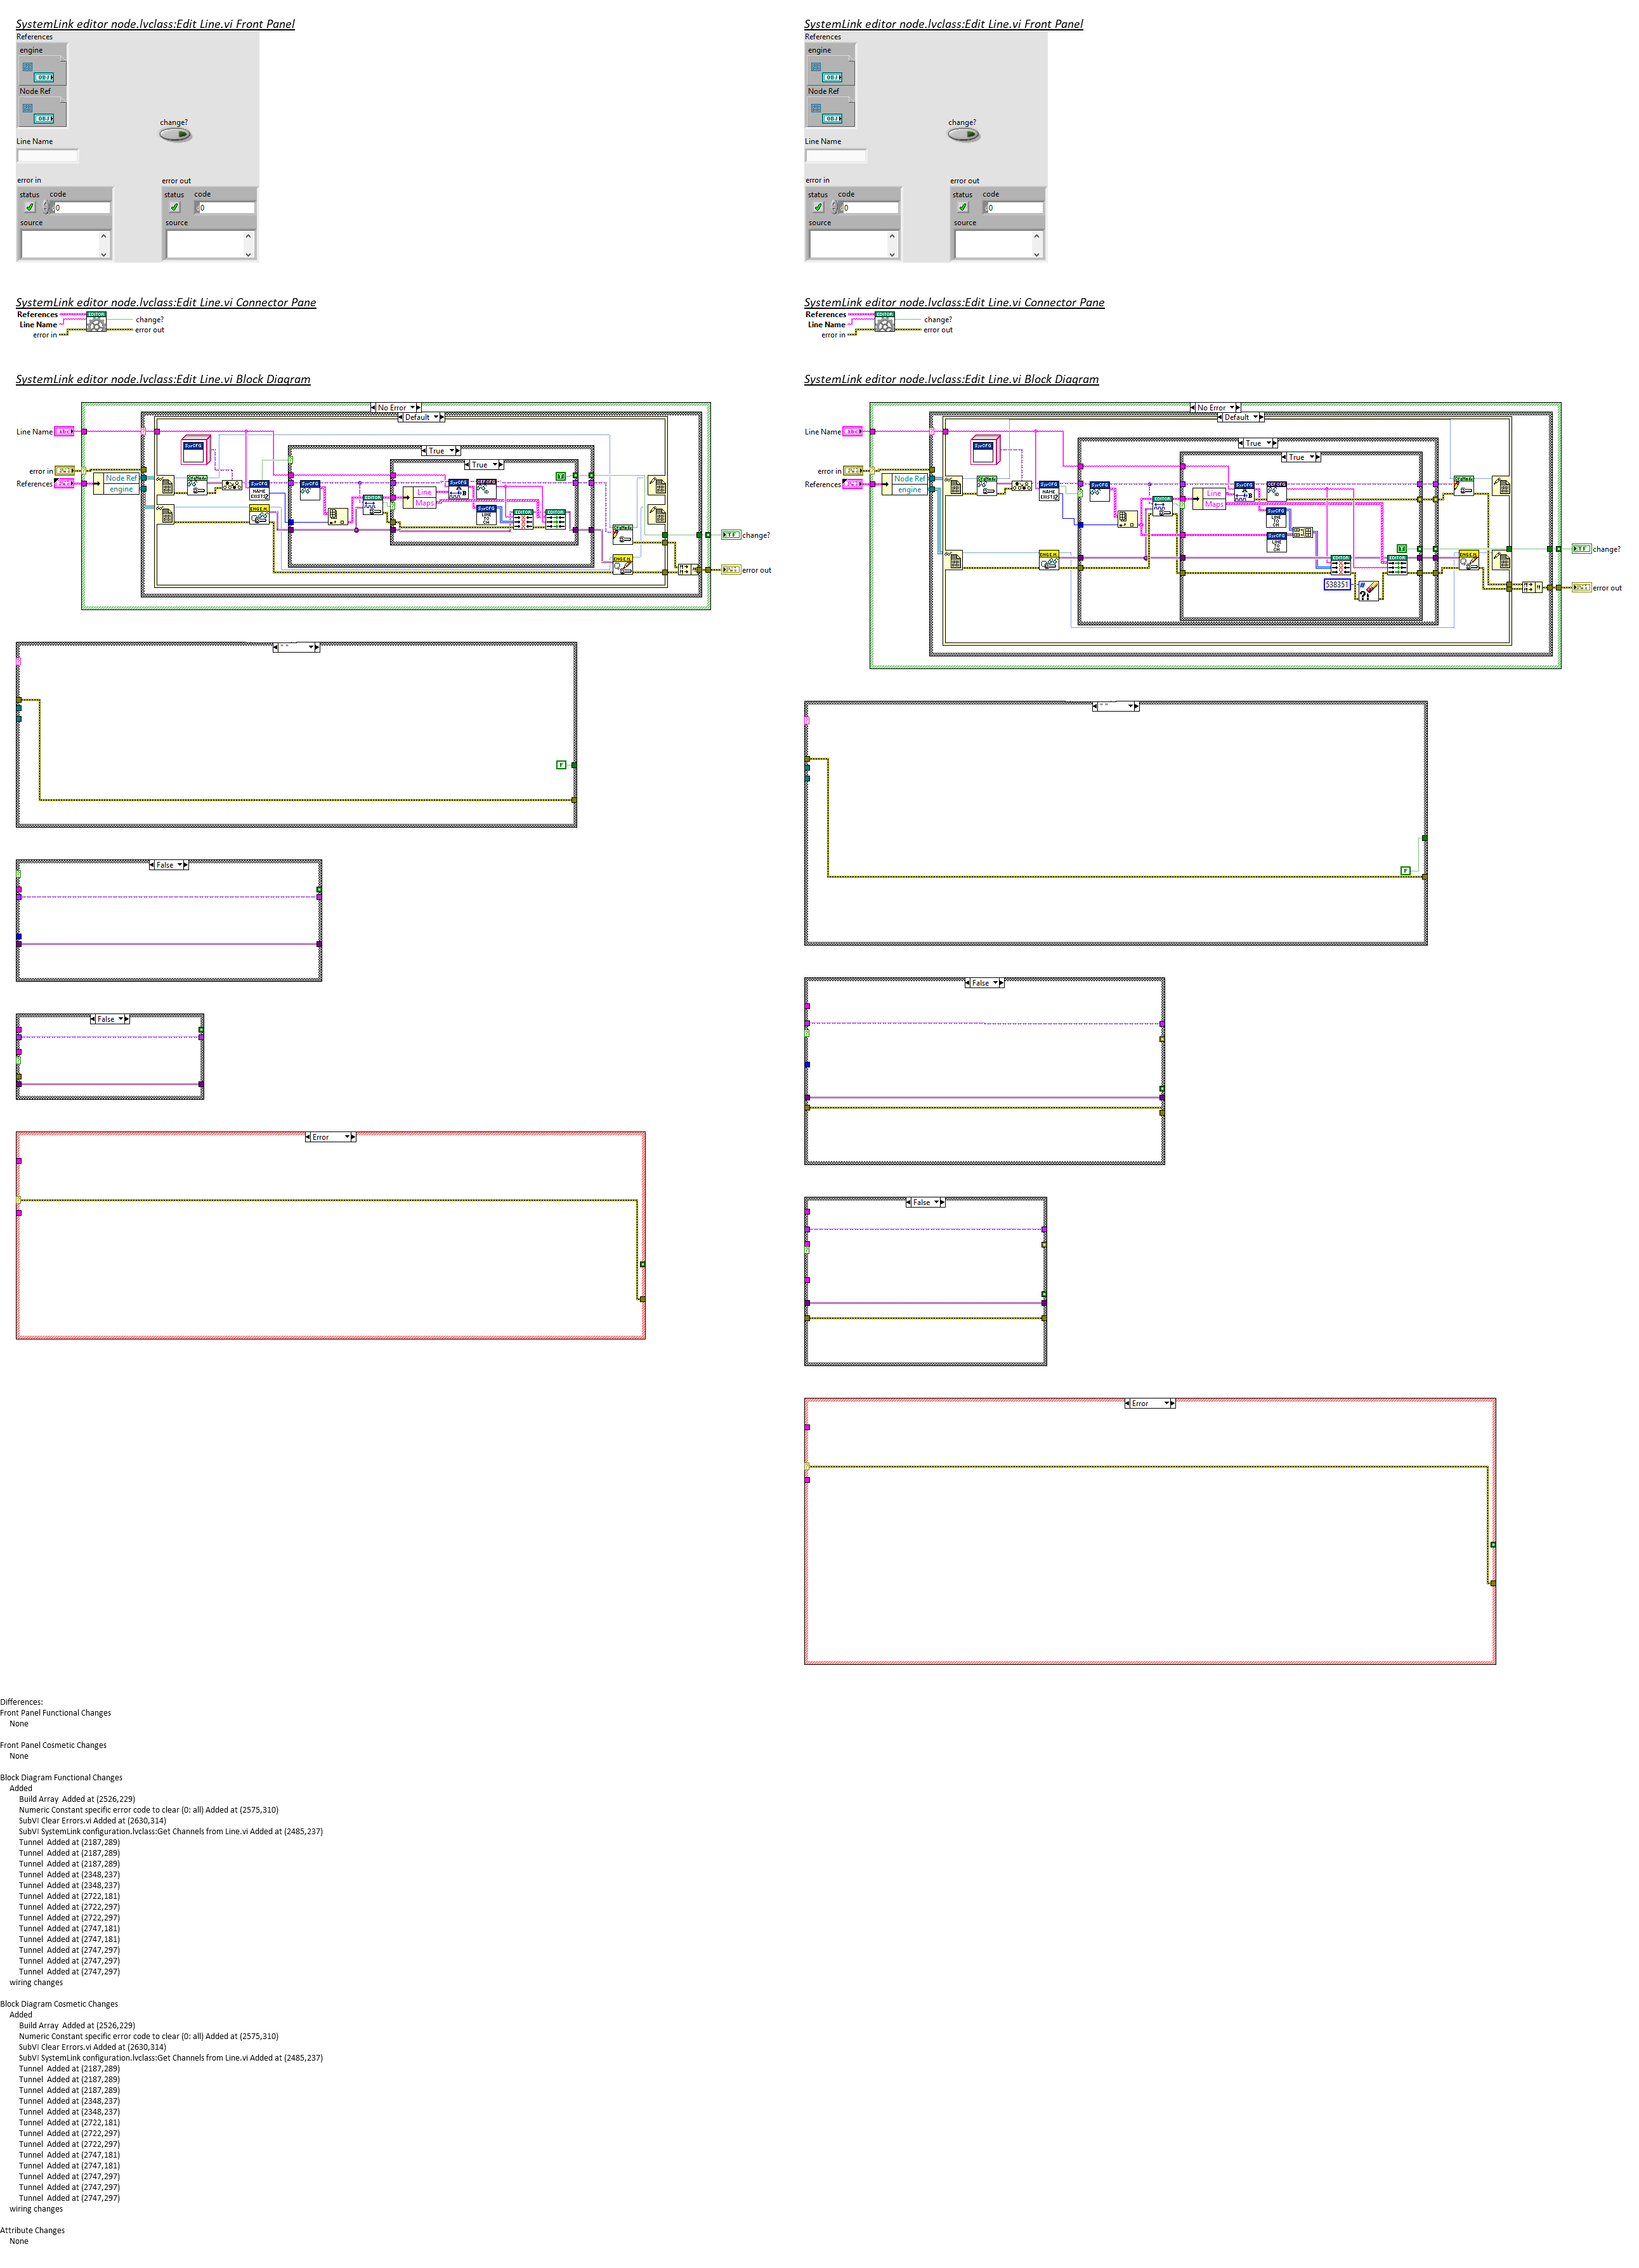 SystemLink editor node.lvclass:Edit Line.vi Front Panel
References
engine
OBJ
Node Ref
OBJ
change?
Line Name
error in
error out
status code
0
status code
0
source
source
SystemLink editor node.lvclass:Edit Line.vi Connector Pane
References
Line Name
error in
EDITOR
change?
error out
SystemLink editor node.lvclass:Edit Line.vi Block Diagram
No Error
Default
True
True
Line Name
error in
References
Node Ref
engine
Line
Maps
NAME
EXIST?
LINE
TO
CH
change?
error out
" "
F
False
False
Error
SystemLink editor node.lvclass:Edit Line.vi Front Panel
References
engine
OBJ
Node Ref
OBJ
change?
Line Name
error in
error out
status code
0
status code
0
source
source
SystemLink editor node.lvclass:Edit Line.vi Connector Pane
References
Line Name
error in
EDITOR
change?
error out
SystemLink editor node.lvclass:Edit Line.vi Block Diagram
No Error
Default
True
True
Line Name
error in
References
Node Ref
engine
Line
Maps
NAME
EXIST?
LINE
TO
CH
LINE
TO
CH
538351
change?
error out
" "
F
False
False
Error
Differences:
Front Panel Functional Changes
None
Front Panel Cosmetic Changes
None
Block Diagram Functional Changes
Added
Build Array Added at (2526,229)
Numeric Constant specific error code to clear (0: all) Added at (2575,310)
SubVI Clear Errors.vi Added at (2630,314)
SubVI SystemLink configuration.lvclass:Get Channels from Line.vi Added at (2485,237)
Tunnel Added at (2187,289)
Tunnel Added at (2187,289)
Tunnel Added at (2187,289)
Tunnel Added at (2348,237)
Tunnel Added at (2348,237)
Tunnel Added at (2722,181)
Tunnel Added at (2722,297)
Tunnel Added at (2722,297)
Tunnel Added at (2747,181)
Tunnel Added at (2747,181)
Tunnel Added at (2747,297)
Tunnel Added at (2747,297)
Tunnel Added at (2747,297)
wiring changes
Block Diagram Cosmetic Changes
Added
Build Array Added at (2526,229)
Numeric Constant specific error code to clear (0: all) Added at (2575,310)
SubVI Clear Errors.vi Added at (2630,314)
SubVI SystemLink configuration.lvclass:Get Channels from Line.vi Added at (2485,237)
Tunnel Added at (2187,289)
Tunnel Added at (2187,289)
Tunnel Added at (2187,289)
Tunnel Added at (2348,237)
Tunnel Added at (2348,237)
Tunnel Added at (2722,181)
Tunnel Added at (2722,297)
Tunnel Added at (2722,297)
Tunnel Added at (2747,181)
Tunnel Added at (2747,181)
Tunnel Added at (2747,297)
Tunnel Added at (2747,297)
Tunnel Added at (2747,297)
wiring changes
Attribute Changes
None